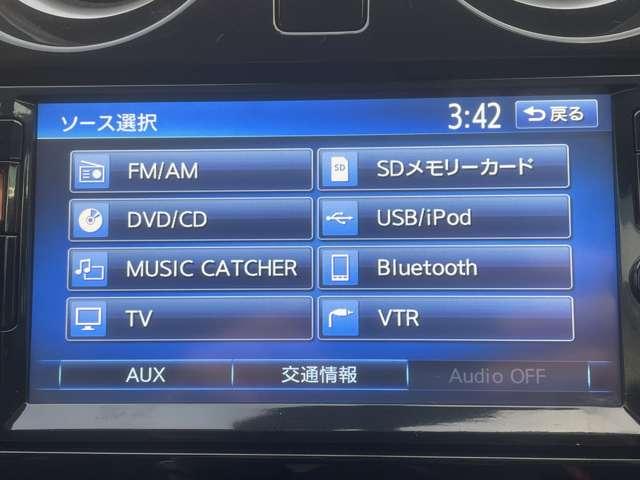 ソース選択 3:42 戻る
FM/AM SDメモリーカード
DVD/CD USB/iPod
MUSIC CATCHER Bluetooth
TV VTR
AUX 交通情報 Audio OFF